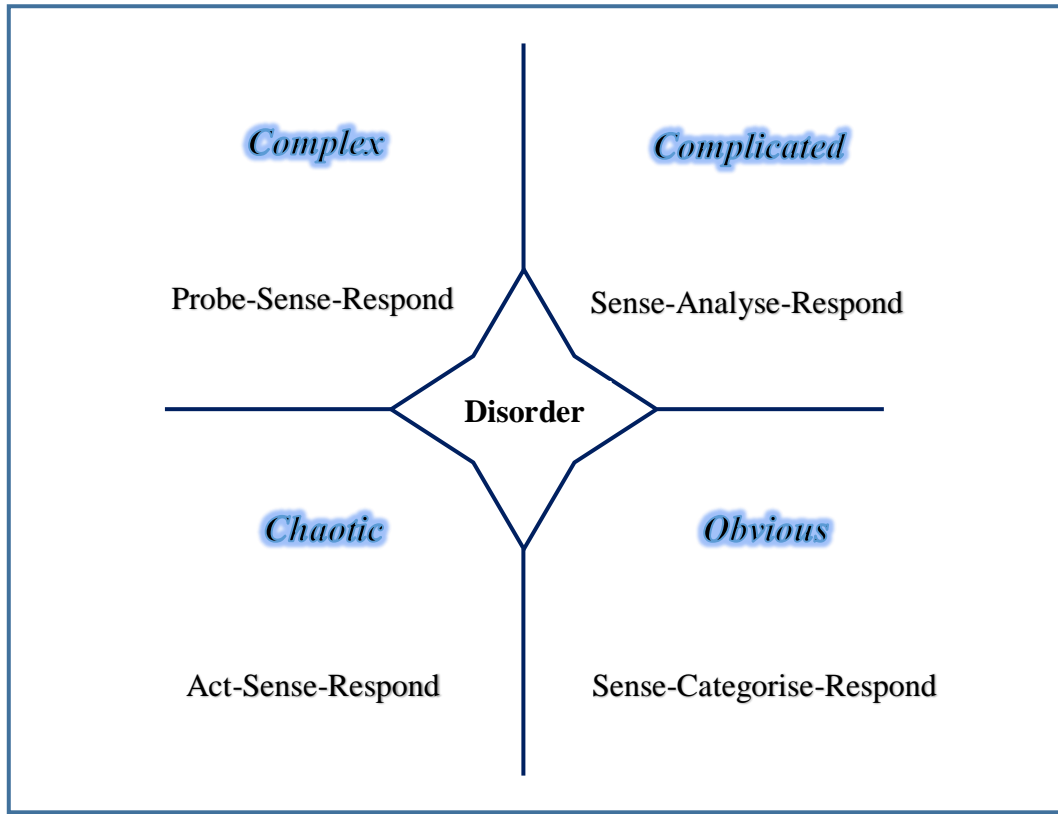 Complex
Complicated
Probe-Sense-Respond
Sense-Analyse-Respond
Disorder
Chaotic
Obvious
Act-Sense-Respond
Sense-Categorise-Respond